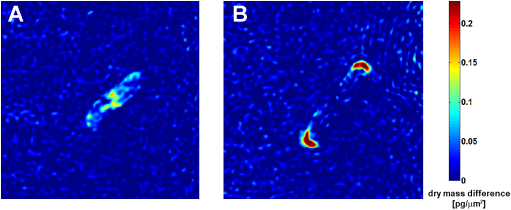 A
B
0.2
0.15
0.1
0.05
0
dry mass difference
[pg/μm²]